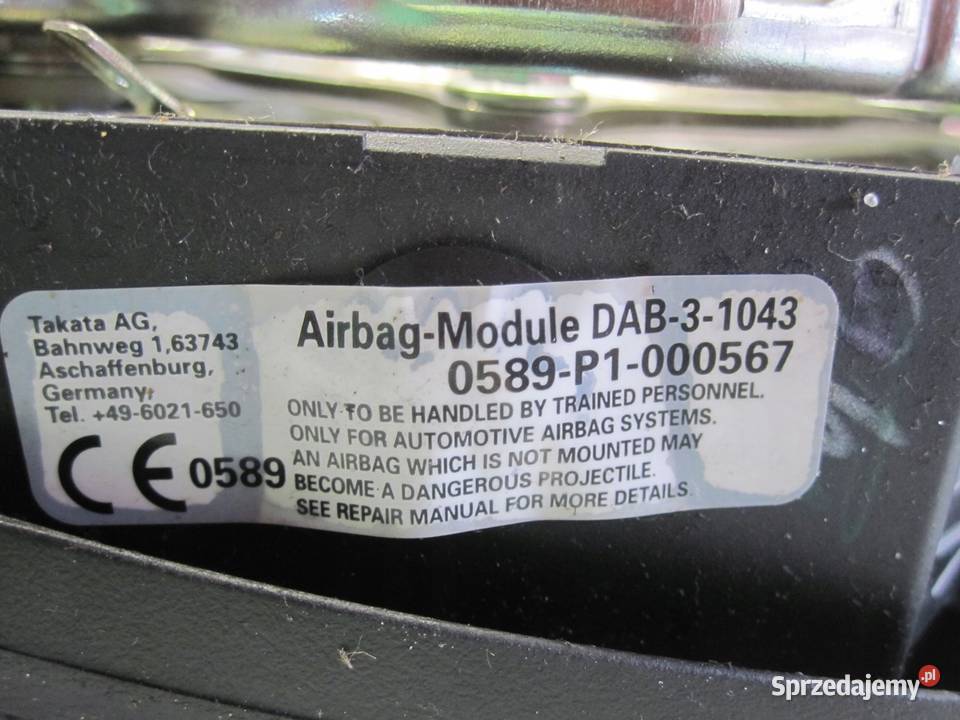 Takata AG,
Bahnweg 1,63743
Aschaffenburg,
Germany,
Tel. +49-6021-650
CE 0589
Airbag-Module DAB-3-1043
0589-P1-000567
ONLY TO BE HANDLED BY TRAINED PERSONNEL.
ONLY FOR AUTOMOTIVE AIRBAG SYSTEMS.
AN AIRBAG WHICH IS NOT MOUNTED MAY
BECOME A DANGEROUS PROJECTILE.
SEE REPAIR MANUAL FOR MORE DETAILS.
Sprzedajemy.pl